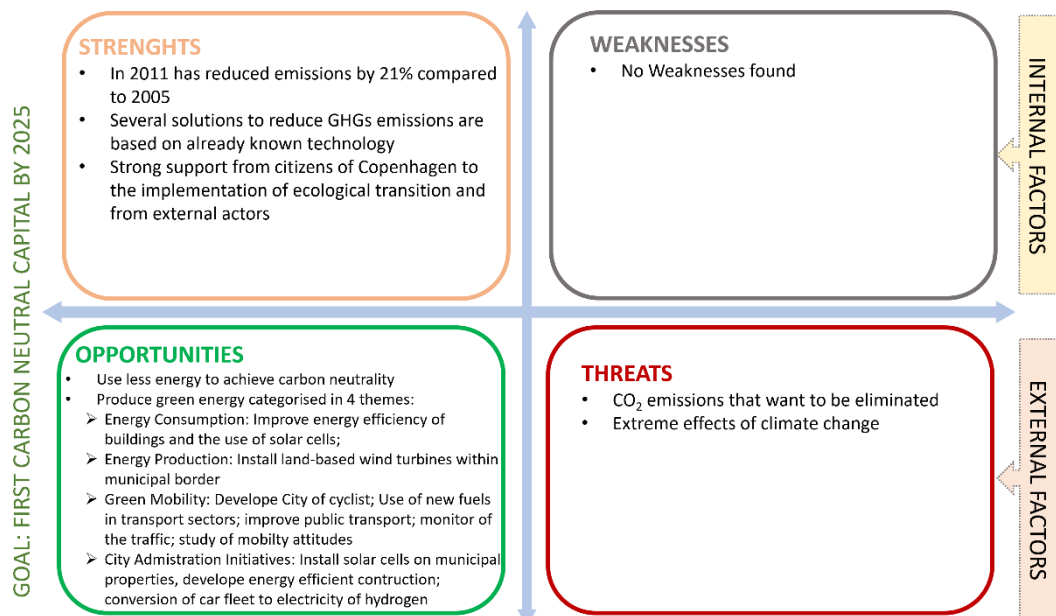 GOAL: FIRST CARBON NEUTRAL CAPITAL BY 2025
STRENGHTS
• In 2011 has reduced emissions by 21% compared
to 2005
• Several solutions to reduce GHGs emissions are
based on already known technology
• Strong support from citizens of Copenhagen to
the implementation of ecological transition and
from external actors
WEAKNESSES
• No Weaknesses found
INTERNAL FACTORS
OPPORTUNITIES
• Use less energy to achieve carbon neutrality
• Produce green energy categorised in 4 themes:
➢ Energy Consumption: Improve energy efficiency of
buildings and the use of solar cells;
➢ Energy Production: Install land-based wind turbines within
municipal border
➢ Green Mobility: Develope City of cyclist; Use of new fuels
in transport sectors; improve public transport; monitor of
the traffic; study of mobilty attitudes
➢ City Admistration Initiatives: Install solar cells on municipal
properties, develope energy efficient contruction;
conversion of car fleet to electricity of hydrogen
THREATS
• CO₂ emissions that want to be eliminated
• Extreme effects of climate change
EXTERNAL FACTORS